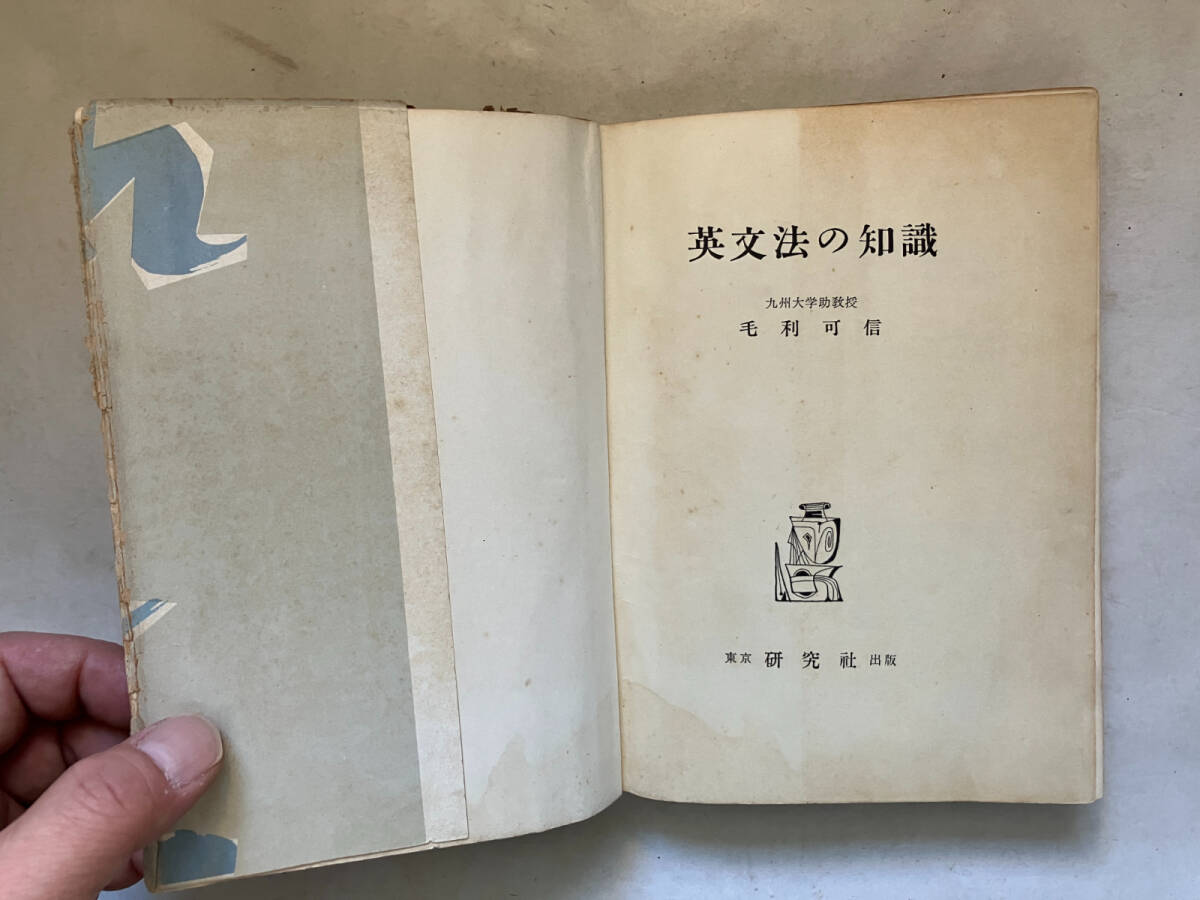 英文法の知識
九州大学助教授
毛利可信
東京 研究社 出版